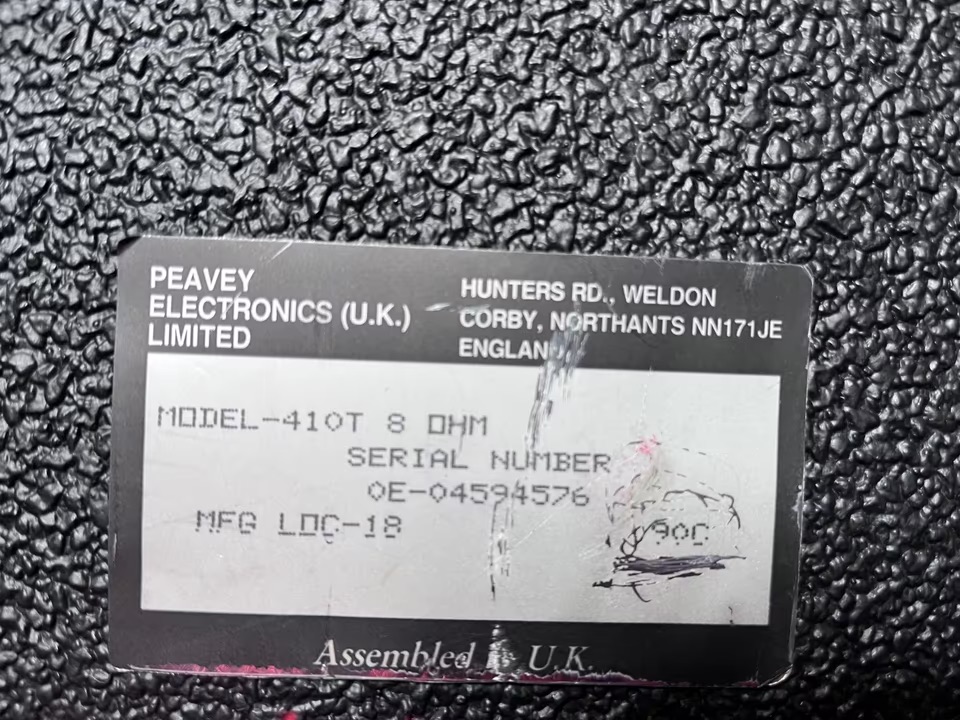 PEAVEY
ELECTRONICS (U.K.)
LIMITED
HUNTERS RD., WELDON
CORBY, NORTHANTS NN171JE
ENGLAND
MODEL-410T 8 OHM
SERIAL NUMBER
0E-04594576
MFG LOC-18
Assembled U.K.